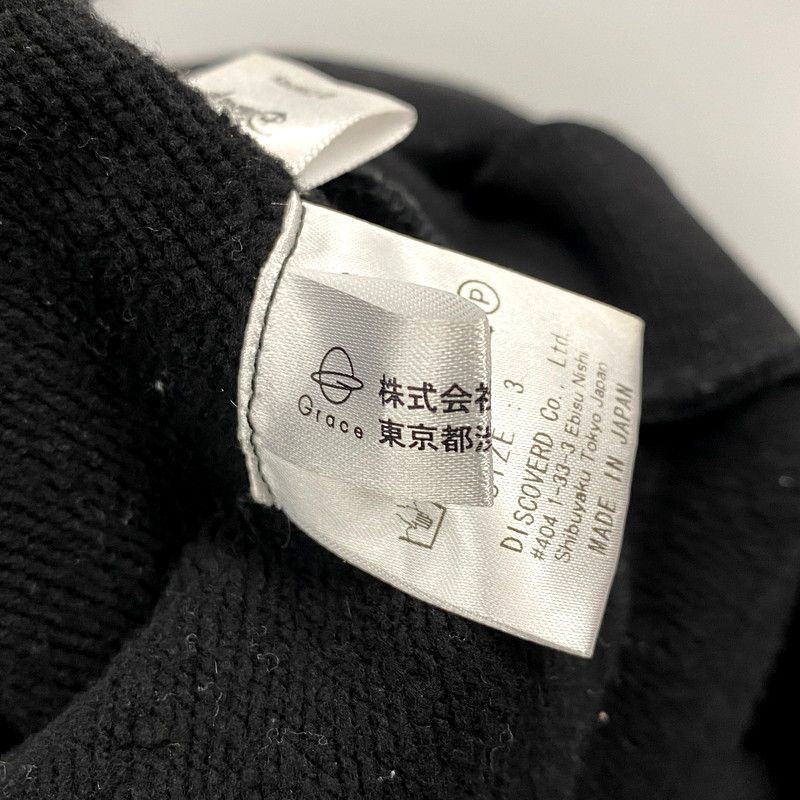 Grace
株式会社
東京都渋
P
SIZE : 3
DISCOVERD Co., Ltd.
#404 1-33-3 Ebisu Nishi
Shibuyaku Tokyo Japan
MADE IN JAPAN